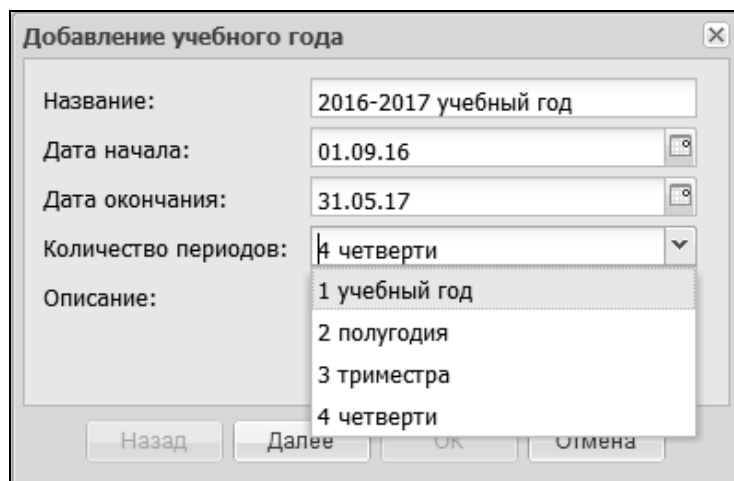 Добавление учебного года
Название: 2016-2017 учебный год
Дата начала: 01.09.16
Дата окончания: 31.05.17
Количество периодов: 4 четверти
Описание: 1 учебный год
2 полугодия
3 триместра
4 четверти
Назад Далее ОК Отмена